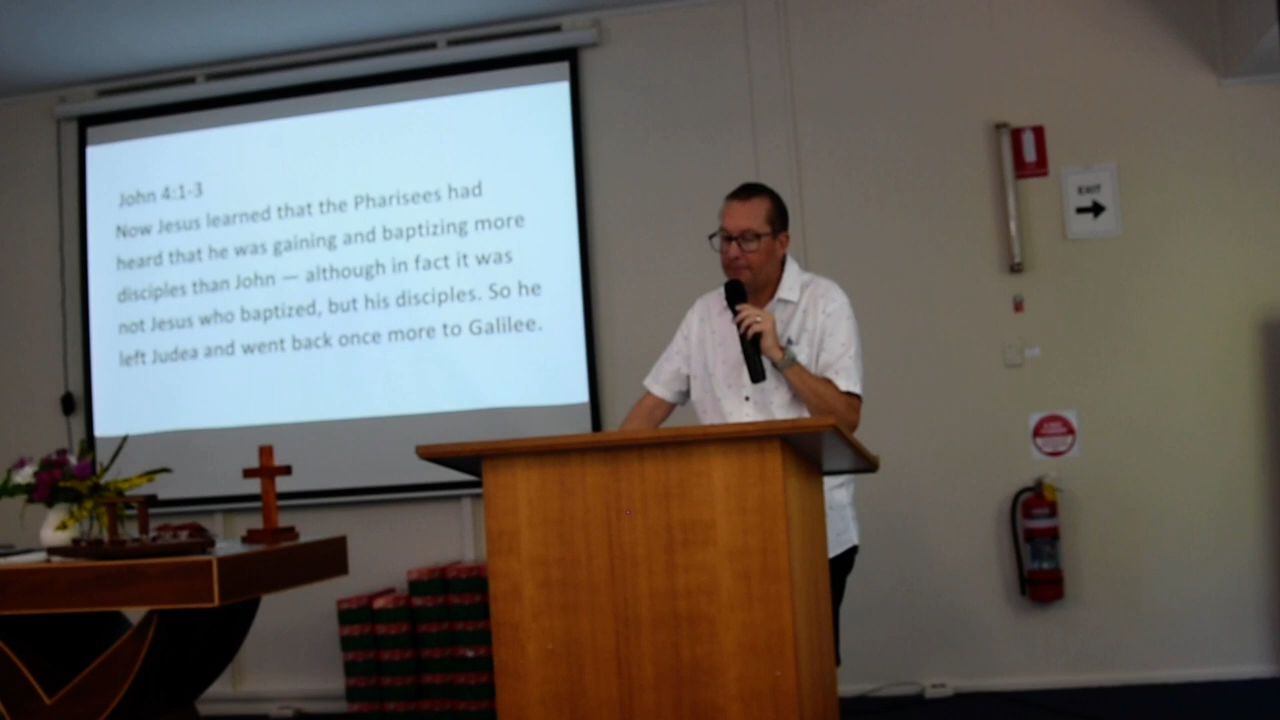 John 4:1-3
Now Jesus learned that the Pharisees had
heard that he was gaining and baptizing more
disciples than John — although in fact it was
not Jesus who baptized, but his disciples. So he
left Judea and went back once more to Galilee.
EXIT